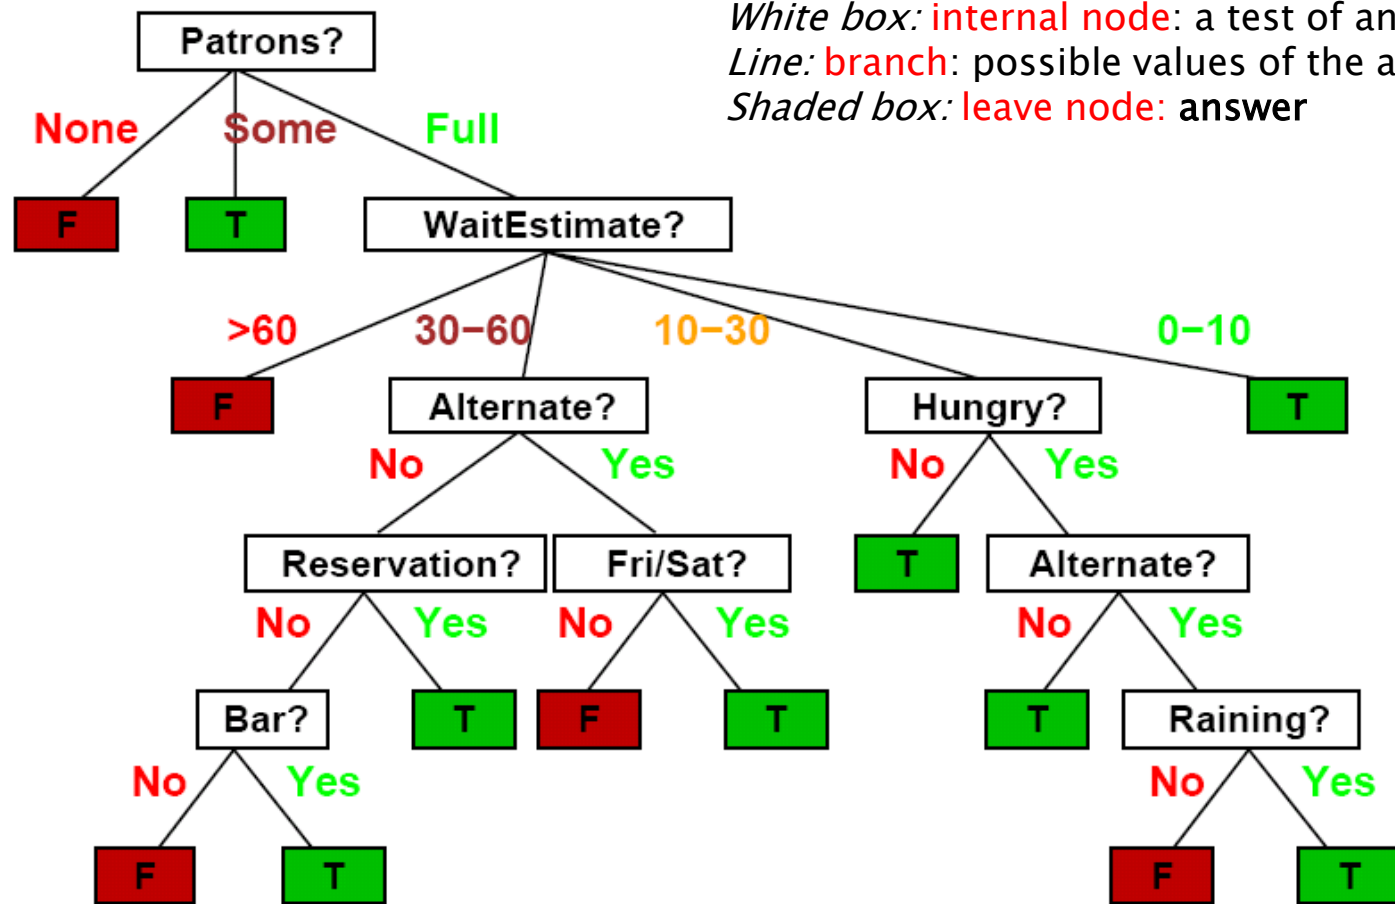 Patrons?
White box: internal node: a test of an
Line: branch: possible values of the a
Shaded box: leave node: answer
None Some Full
F T WaitEstimate?
>60 30−60 10−30 0−10
F Alternate? Hungry? T
No Yes No Yes
Reservation? Fri/Sat? T Alternate?
No Yes No Yes No Yes
Bar? T F T T Raining?
No Yes No Yes
F T F T